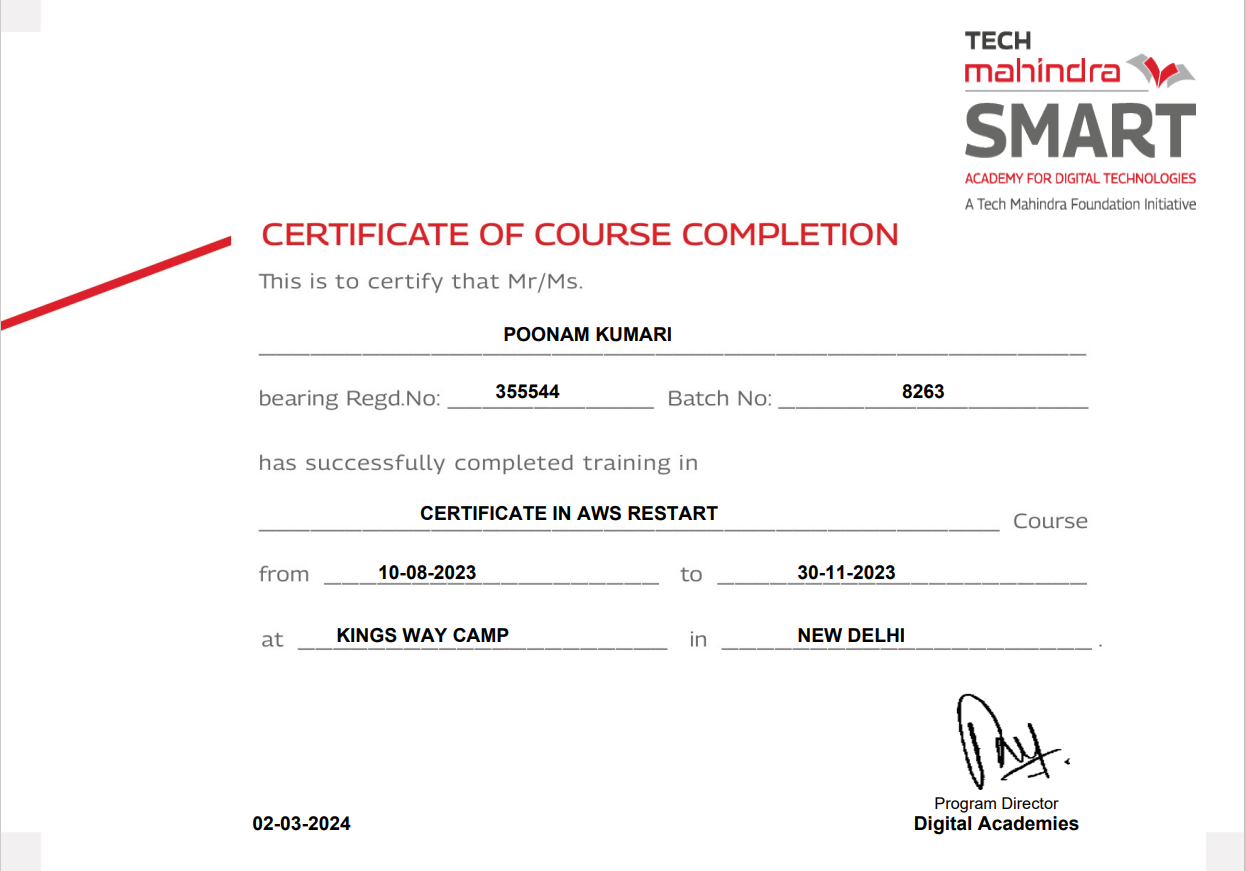 TECH
mahindra
SMART
ACADEMY FOR DIGITAL TECHNOLOGIES
A Tech Mahindra Foundation Initiative
CERTIFICATE OF COURSE COMPLETION
This is to certify that Mr/Ms.
POONAM KUMARI
bearing Regd.No: 355544 Batch No: 8263
has successfully completed training in
CERTIFICATE IN AWS RESTART Course
from 10-08-2023 to 30-11-2023
at KINGS WAY CAMP in NEW DELHI .
Program Director
02-03-2024 Digital Academies